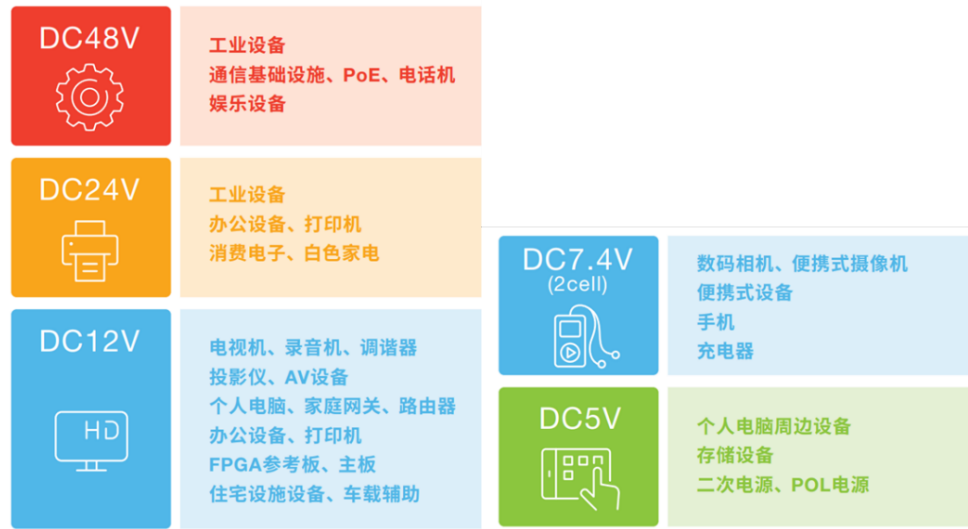 DC48V
工业设备
通信基础设施、PoE、电话机
娱乐设备
DC24V
工业设备
办公设备、打印机
消费电子、白色家电
DC12V
HD
电视机、录音机、调谐器
投影仪、AV设备
个人电脑、家庭网关、路由器
办公设备、打印机
FPGA参考板、主板
住宅设施设备、车载辅助
DC7.4V
(2cell)
数码相机、便携式摄像机
便携式设备
手机
充电器
DC5V
个人电脑周边设备
存储设备
二次电源、POL电源